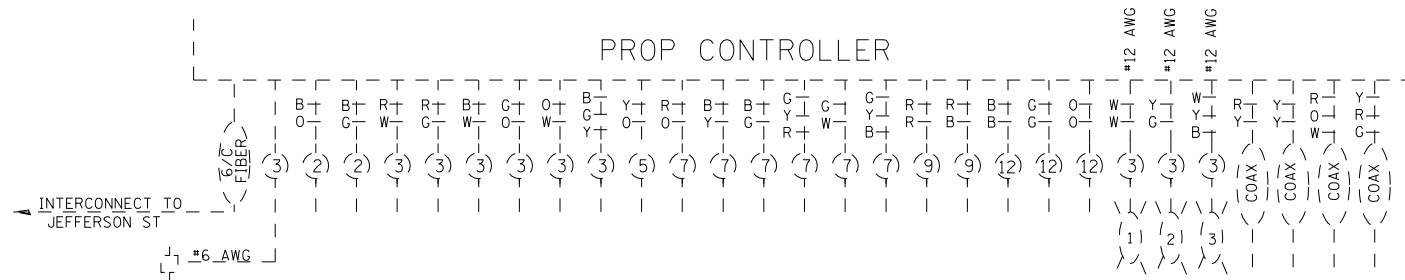 #12 AWG
#12 AWG
#12 AWG
PROP CONTROLLER
B O
B G
R W
R G
B W
G O
O W
B G Y
Y O
R O
B Y
B G
G Y R
G W
G Y B
R R
R B
B B
G G
O O
W W
Y G
W Y B
R Y
Y Y
R O W
Y R G
6/C
FIBER
3 2 2 3 3 3 3 3 3 5 7 7 7 7 7 7 9 9 12 12 12 3 3 3
COAX
COAX
COAX
COAX
INTERCONNECT TO
JEFFERSON ST
1 2 3
#6 AWG